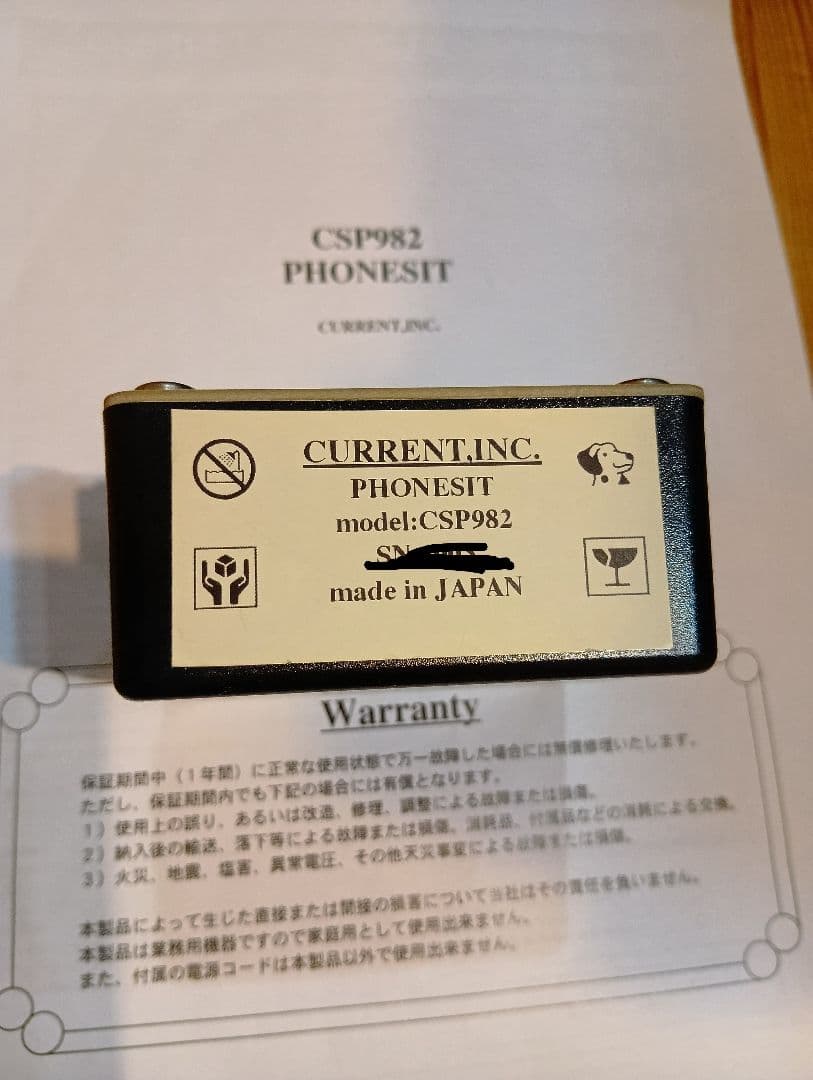 CSP982
PHONESIT
CURRENT,INC.
CURRENT,INC.
PHONESIT
model:CSP982
SN
made in JAPAN
Warranty
保証期間中（1年間）に正常な使用状態で万一故障した場合には無償修理いたします。
ただし、保証期間内でも下記の場合には有償となります。
1）使用上の誤り、あるいは改造、修理、調整による故障または損傷。
2）納入後の輸送、落下等による故障または損傷。消耗品、付属品などの消耗による交換。
3）火災、地震、塩害、異常電圧、その他天災事変による故障または損傷。
本製品によって生じた直接または間接の損害について当社はその責任を負いません。
本製品は業務用機器ですので家庭用として使用出来ません。
また、付属の電源コードは本製品以外で使用出来ません。